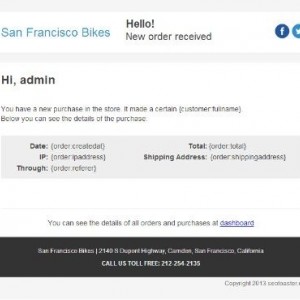 San Francisco Bikes
Hello!
New order received
Hi, admin
You have a new purchase in the store. It made a certain {customer:fullname}.
Below you can see the details of the purchase:
Date: {order:createdat}
Total: {order:total}
IP: {order:ipaddress}
Shipping Address: {order:shippingaddress}
Through: {order:referer}
You can see the details of all orders and purchases at dashboard
San Francisco Bikes | 2140 S Dupont Highway, Camden, San Francisco, California
CALL US TOLL FREE: 212 254 2135
Copyright 2013 seotoaster